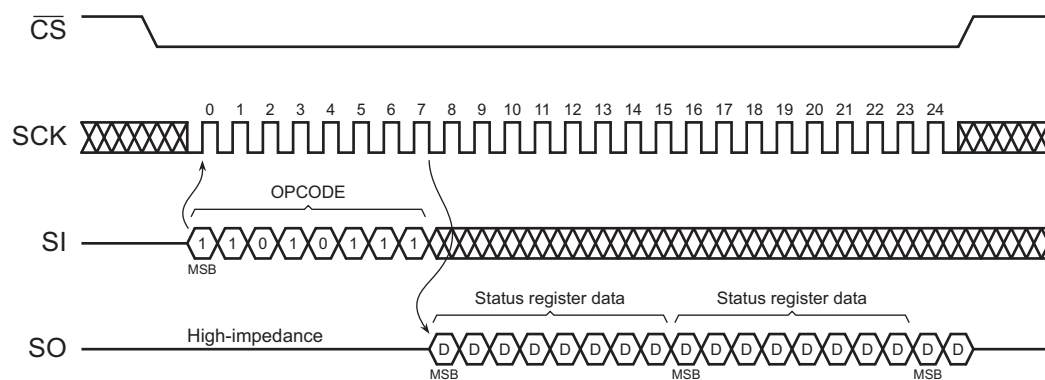 C̅S̅
0 1 2 3 4 5 6 7 8 9 10 11 12 13 14 15 16 17 18 19 20 21 22 23 24
SCK
OPCODE
SI 1 1 0 1 0 1 1 1
MSB
Status register data Status register data
High-impedance
SO D D D D D D D D D D D D D D D D D D
MSB MSB MSB